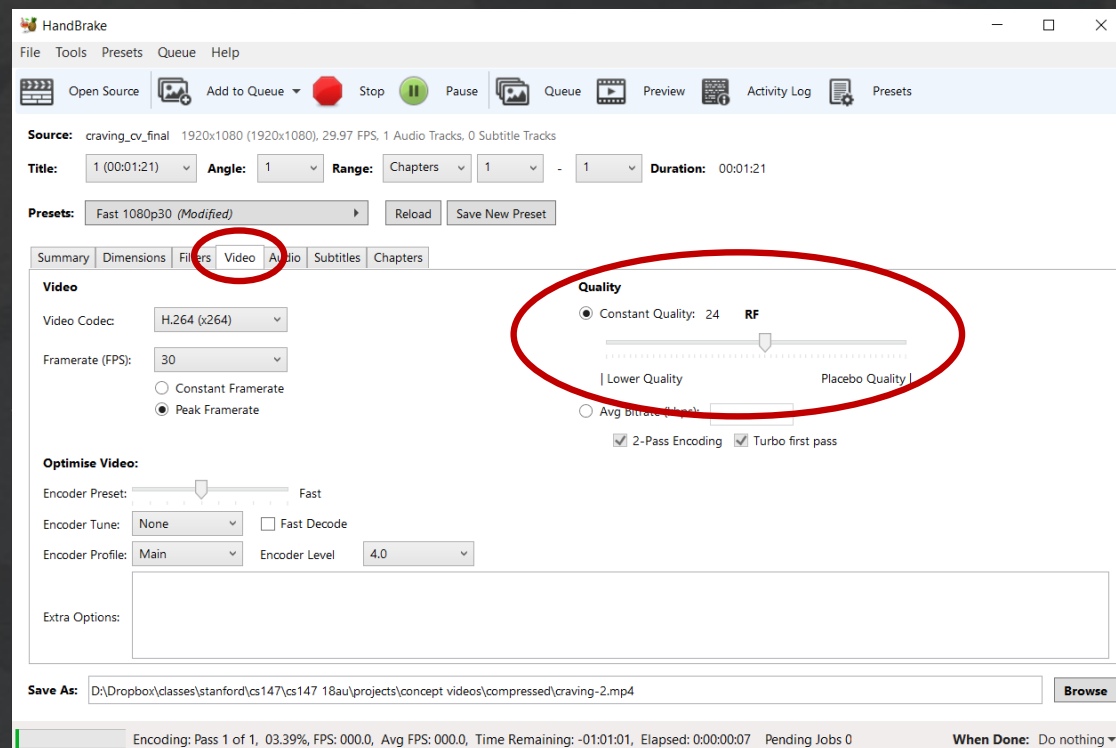 HandBrake
File Tools Presets Queue Help
Open Source Add to Queue Stop Pause Queue Preview Activity Log Presets
Source: craving_cv_final 1920x1080 (1920x1080), 29.97 FPS, 1 Audio Tracks, 0 Subtitle Tracks
Title: 1 (00:01:21) Angle: 1 Range: Chapters 1 - 1 Duration: 00:01:21
Presets: Fast 1080p30 (Modified) Reload Save New Preset
Summary Dimensions Filters Video Audio Subtitles Chapters
Video
Video Codec: H.264 (x264)
Framerate (FPS): 30
Constant Framerate
Peak Framerate
Quality
Constant Quality: 24 RF
| Lower Quality Placebo Quality |
Avg Bitrate (kbps):
2-Pass Encoding Turbo first pass
Optimise Video:
Encoder Preset: Fast
Encoder Tune: None Fast Decode
Encoder Profile: Main Encoder Level 4.0
Extra Options:
Save As: D:\Dropbox\classes\stanford\cs147\cs147 18au\projects\concept videos\compressed\craving-2.mp4 Browse
Encoding: Pass 1 of 1, 03.39%, FPS: 000.0, Avg FPS: 000.0, Time Remaining: -01:01:01, Elapsed: 0:00:00:07 Pending Jobs 0 When Done: Do nothing